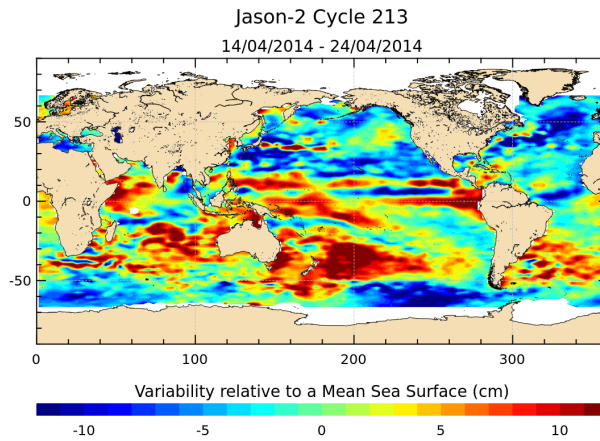 Jason-2 Cycle 213
14/04/2014 - 24/04/2014
50
0
-50
0 100 200 300
Variability relative to a Mean Sea Surface (cm)
-10 -5 0 5 10